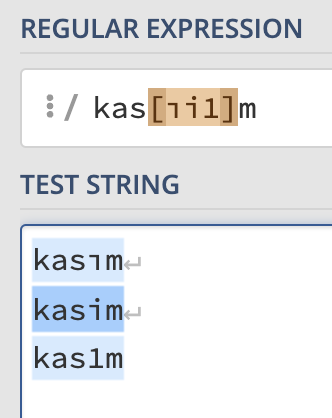 REGULAR EXPRESSION
⋮/ kas[ıi1]m
TEST STRING
kasım↵
kasim↵
kas1m